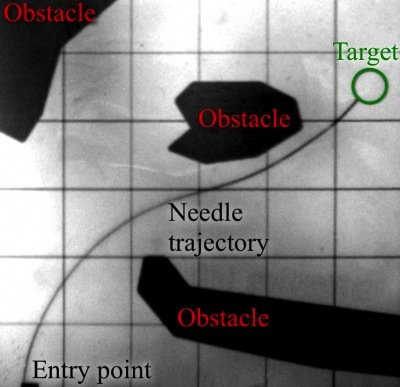 Obstacle
Target
Obstacle
Needle
trajectory
Obstacle
Entry point